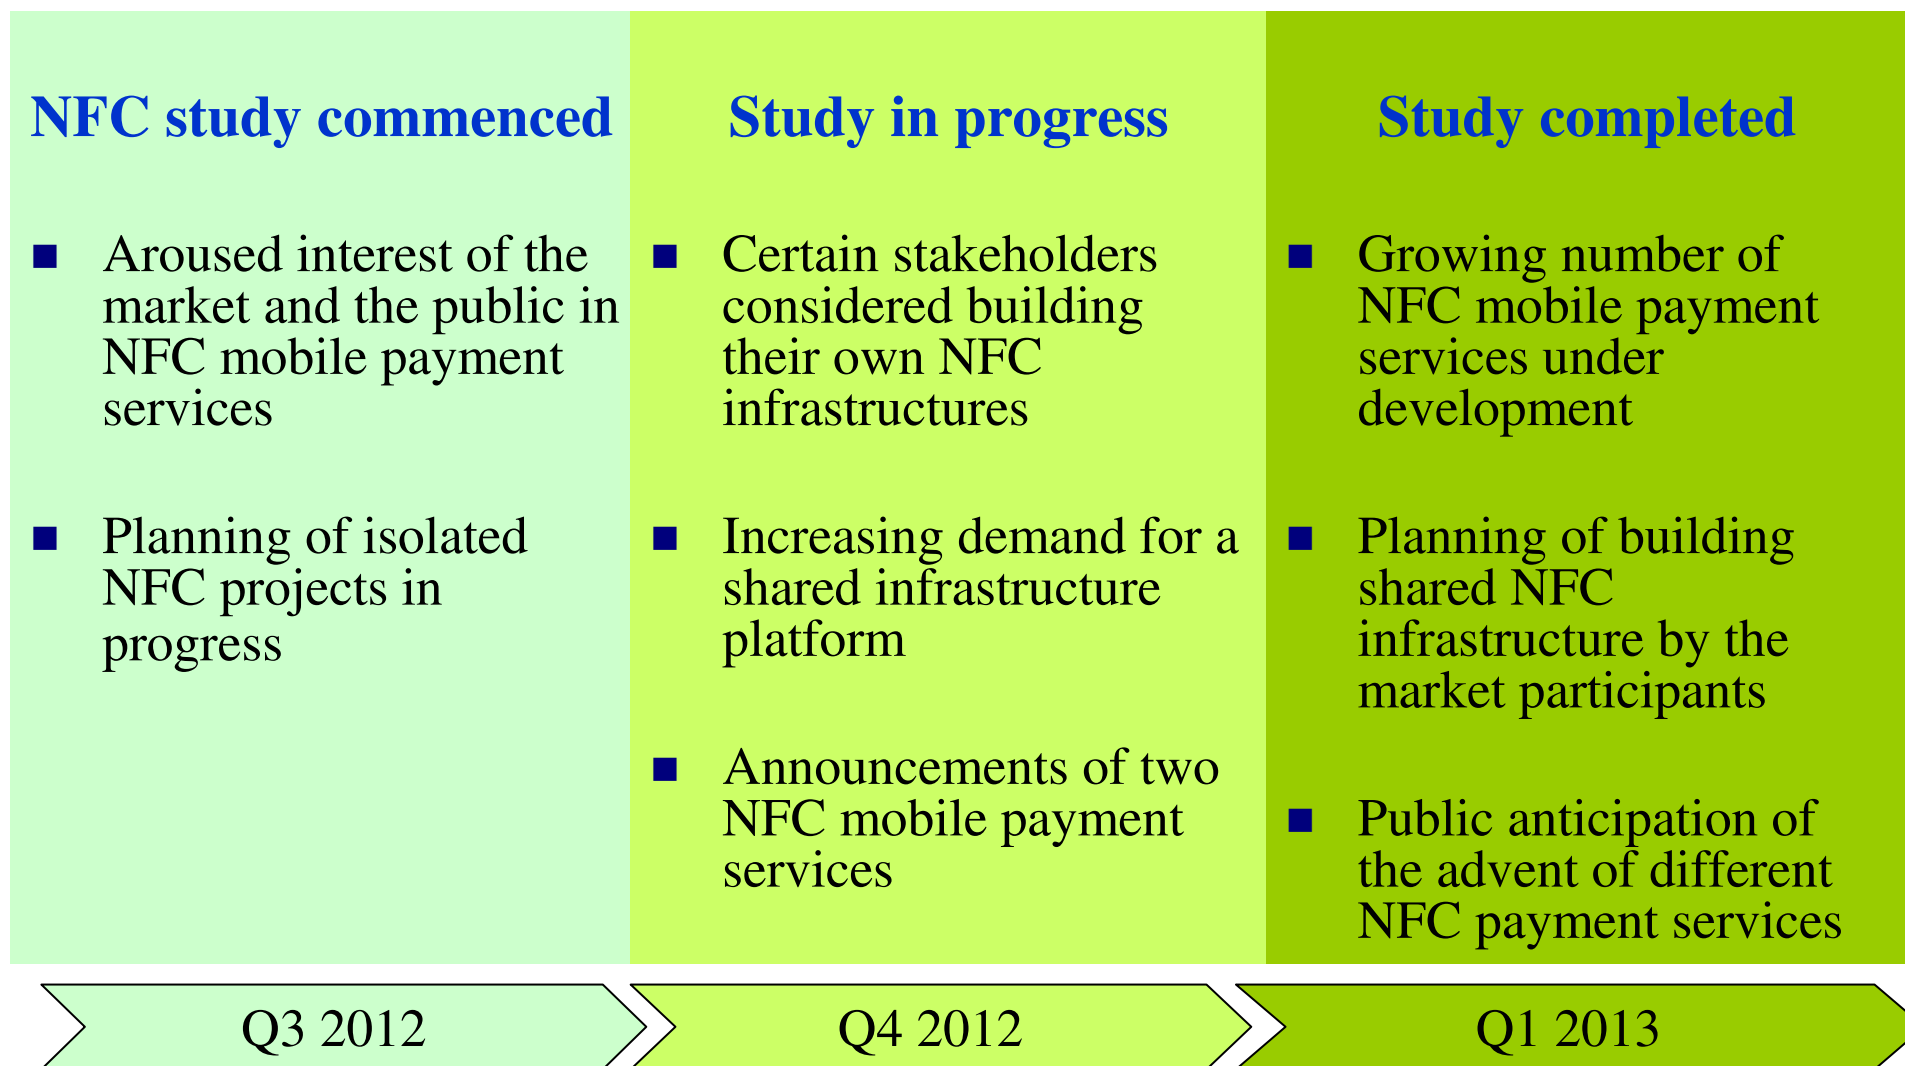 NFC study commenced
■ Aroused interest of the
market and the public in
NFC mobile payment
services
■ Planning of isolated
NFC projects in
progress
Study in progress
■ Certain stakeholders
considered building
their own NFC
infrastructures
■ Increasing demand for a
shared infrastructure
platform
■ Announcements of two
NFC mobile payment
services
Study completed
■ Growing number of
NFC mobile payment
services under
development
■ Planning of building
shared NFC
infrastructure by the
market participants
■ Public anticipation of
the advent of different
NFC payment services
Q3 2012
Q4 2012
Q1 2013